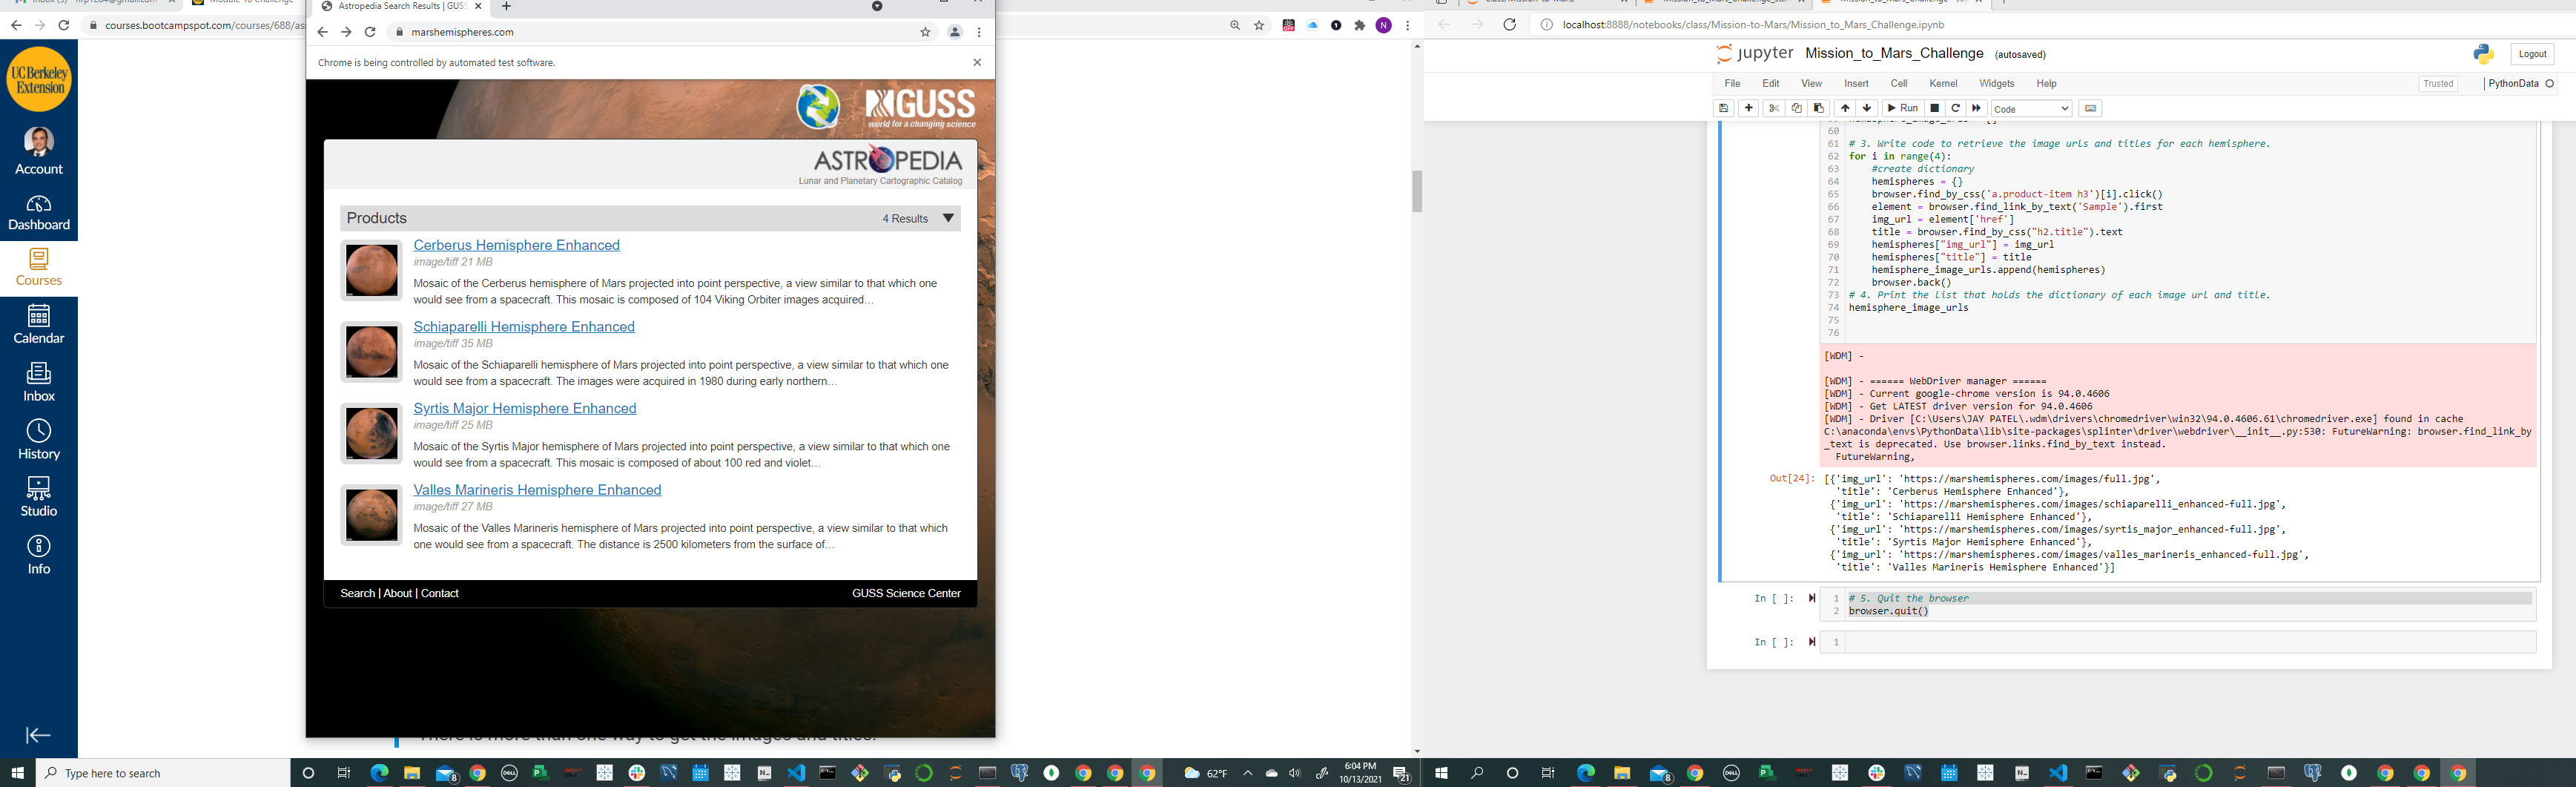 courses.bootcampspot.com/courses/688/as
UC Berkeley
Extension
Account
Dashboard
Courses
Calendar
Inbox
History
Studio
Info
Astropedia Search Results | GUSS
marshemispheres.com
Chrome is being controlled by automated test software.
GUSS
world for a changing science
ASTROPEDIA
Lunar and Planetary Cartographic Catalog
Products
4 Results
Cerberus Hemisphere Enhanced
image/tiff 21 MB
Mosaic of the Cerberus hemisphere of Mars projected into point perspective, a view similar to that which one
would see from a spacecraft. This mosaic is composed of 104 Viking Orbiter images acquired…
Schiaparelli Hemisphere Enhanced
image/tiff 35 MB
Mosaic of the Schiaparelli hemisphere of Mars projected into point perspective, a view similar to that which one
would see from a spacecraft. The images were acquired in 1980 during early northern…
Syrtis Major Hemisphere Enhanced
image/tiff 25 MB
Mosaic of the Syrtis Major hemisphere of Mars projected into point perspective, a view similar to that which one
would see from a spacecraft. This mosaic is composed of about 100 red and violet…
Valles Marineris Hemisphere Enhanced
image/tiff 27 MB
Mosaic of the Valles Marineris hemisphere of Mars projected into point perspective, a view similar to that which
one would see from a spacecraft. The distance is 2500 kilometers from the surface of…
Search | About | Contact
GUSS Science Center
There is more than one way to get the images and titles.
Type here to search
62°F
6:04 PM
10/13/2021
localhost:8888/notebooks/class/Mission-to-Mars/Mission_to_Mars_Challenge.ipynb
jupyter Mission_to_Mars_Challenge (autosaved)
Logout
File Edit View Insert Cell Kernel Widgets Help
Trusted
PythonData
Run
Code
60
61 # 3. Write code to retrieve the image urls and titles for each hemisphere.
62 for i in range(4):
63 #create dictionary
64 hemispheres = {}
65 browser.find_by_css('a.product-item h3')[i].click()
66 element = browser.find_link_by_text('Sample').first
67 img_url = element['href']
68 title = browser.find_by_css("h2.title").text
69 hemispheres["img_url"] = img_url
70 hemispheres["title"] = title
71 hemisphere_image_urls.append(hemispheres)
72 browser.back()
73 # 4. Print the list that holds the dictionary of each image url and title.
74 hemisphere_image_urls
75
76
[WDM] -
[WDM] - ====== WebDriver manager ======
[WDM] - Current google-chrome version is 94.0.4606
[WDM] - Get LATEST driver version for 94.0.4606
[WDM] - Driver [C:\Users\JAY PATEL\.wdm\drivers\chromedriver\win32\94.0.4606.61\chromedriver.exe] found in cache
C:\anaconda\envs\PythonData\lib\site-packages\splinter\driver\webdriver\__init__.py:530: FutureWarning: browser.find_link_by
_text is deprecated. Use browser.links.find_by_text instead.
FutureWarning,
Out[24]: [{'img_url': 'https://marshemispheres.com/images/full.jpg',
'title': 'Cerberus Hemisphere Enhanced'},
{'img_url': 'https://marshemispheres.com/images/schiaparelli_enhanced-full.jpg',
'title': 'Schiaparelli Hemisphere Enhanced'},
{'img_url': 'https://marshemispheres.com/images/syrtis_major_enhanced-full.jpg',
'title': 'Syrtis Major Hemisphere Enhanced'},
{'img_url': 'https://marshemispheres.com/images/valles_marineris_enhanced-full.jpg',
'title': 'Valles Marineris Hemisphere Enhanced'}]
In [ ]: 1 # 5. Quit the browser
2 browser.quit()
In [ ]: 1